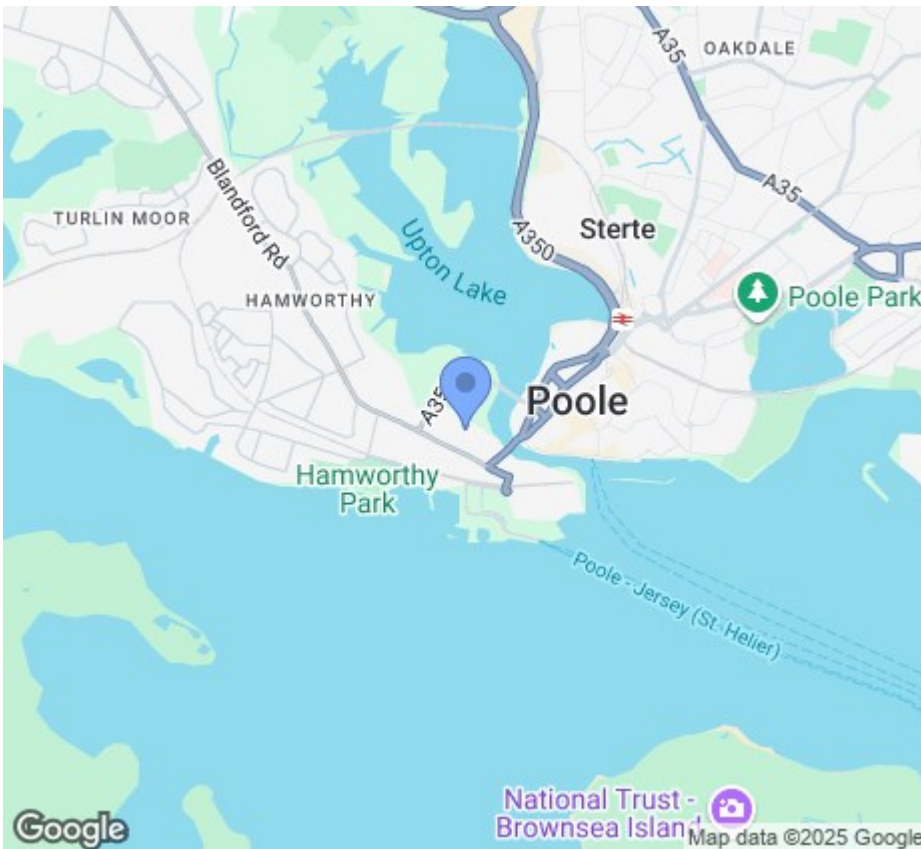 OAKDALE
A35
Blandford Rd
TURLIN MOOR
A350
Sterte
A35
Upton Lake
HAMWORTHY
Poole Park
A35
Poole
Hamworthy
Park
Poole - Jersey (St. Helier)
National Trust -
Brownsea Island
Google
Map data ©2025 Google